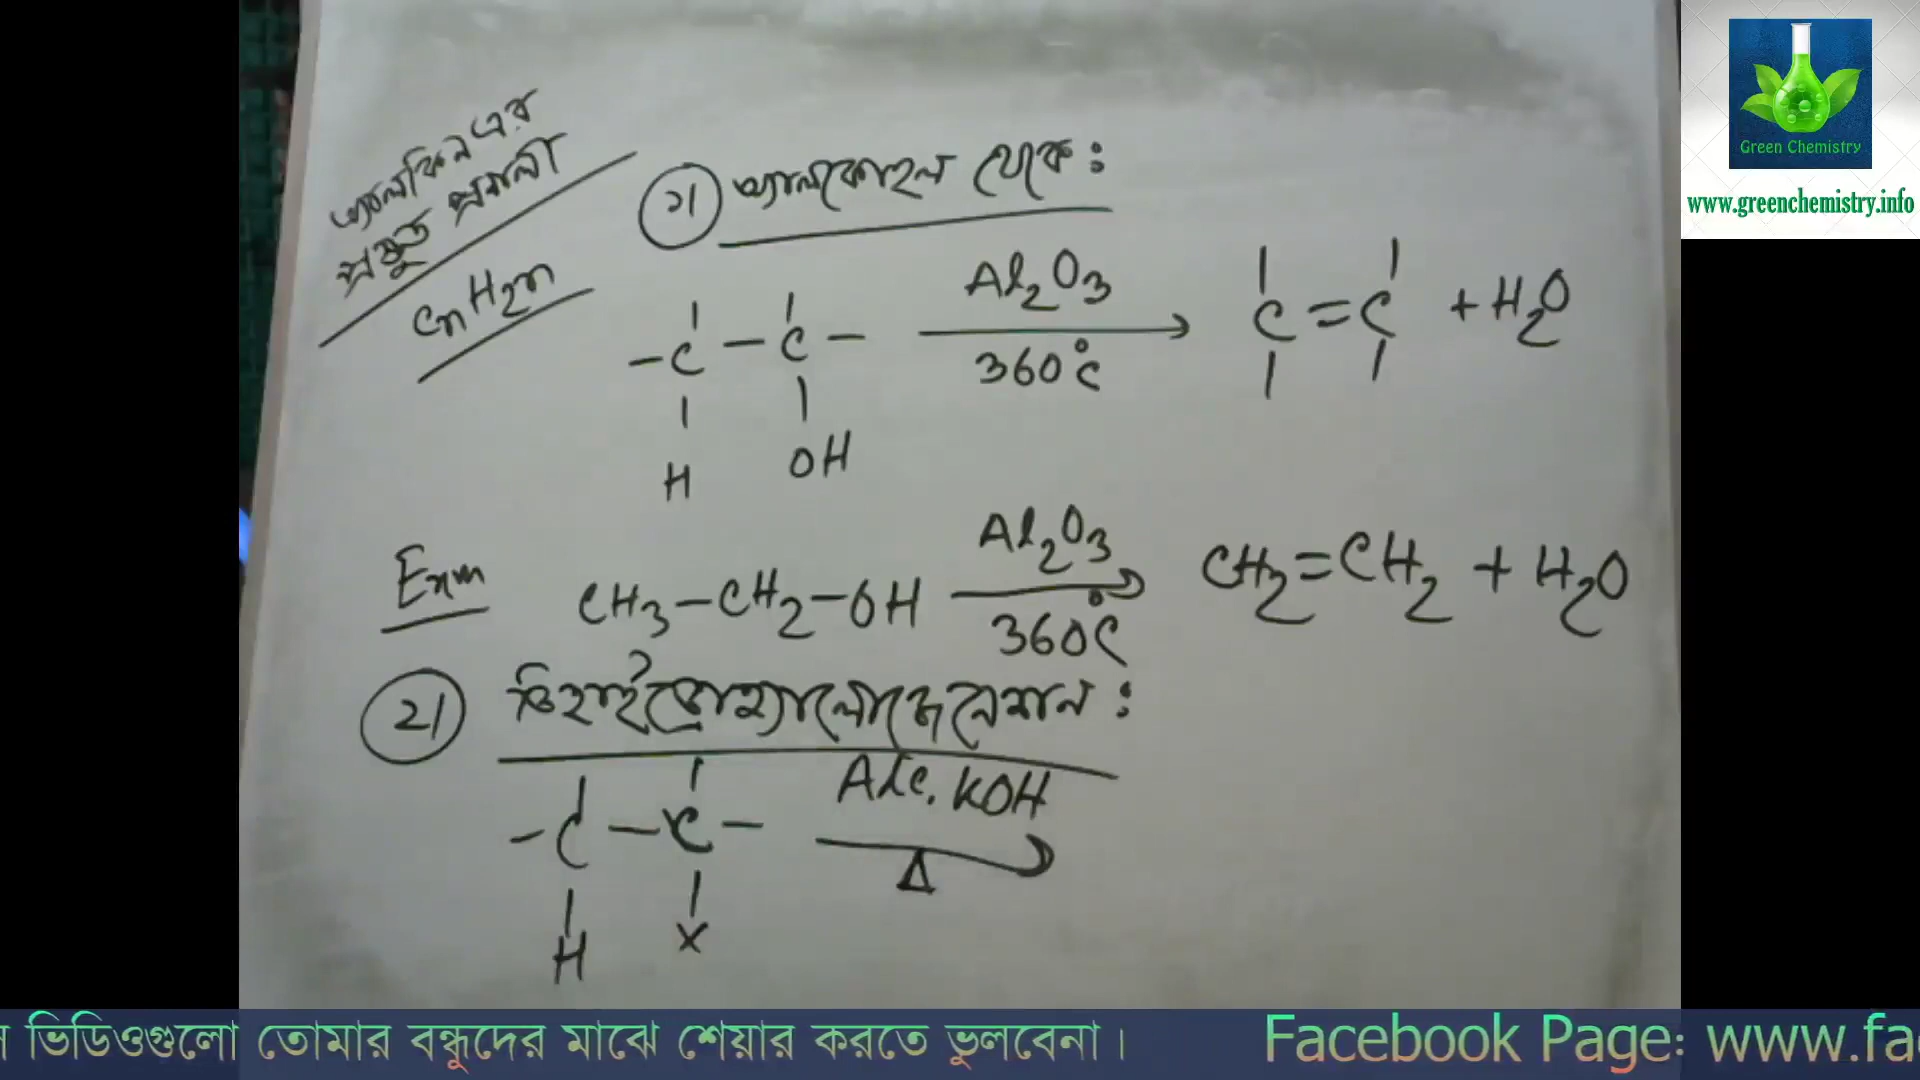 অ্যালকিন এর
প্রস্তুত প্রণালী
CnH2n
১। অ্যালকোহল থেকে:
-C-C-
H OH
Al2O3
360°C
C=C + H2O
Exm
CH3-CH2-OH
Al2O3
360°C
CH2=CH2 + H2O
২। ডিহাইড্রোহ্যালোজেনেশন:
-C-C-
H X
Alc. KOH
Δ
Green Chemistry
www.greenchemistry.info
ভিডিওগুলো তোমার বন্ধুদের মাঝে শেয়ার করতে ভুলবেনা। Facebook Page: www.fa